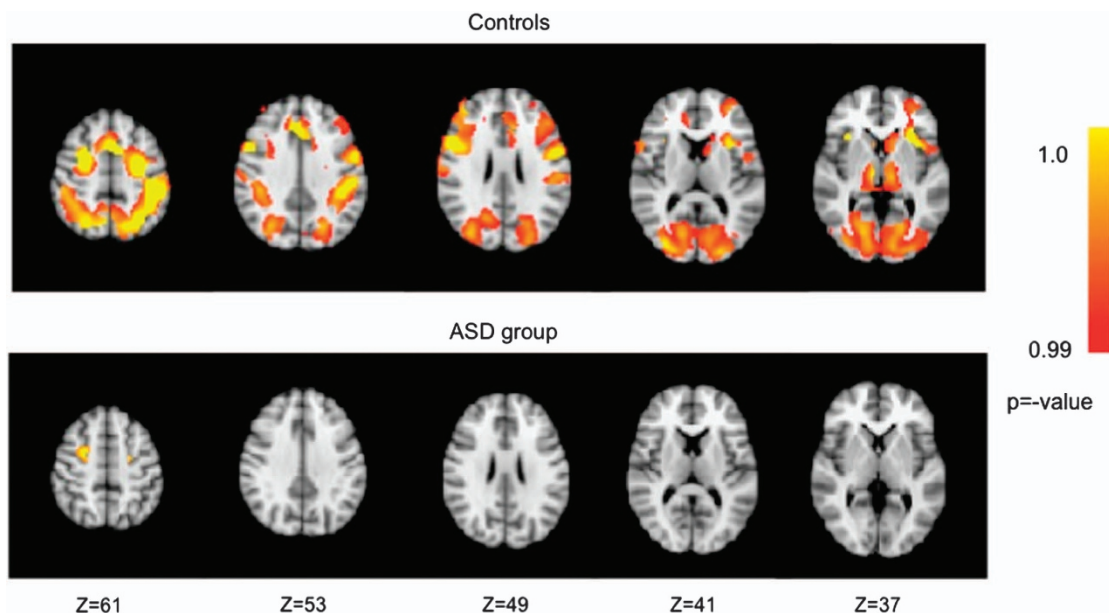 Controls
1.0
0.99
p=-value
ASD group
Z=61 Z=53 Z=49 Z=41 Z=37